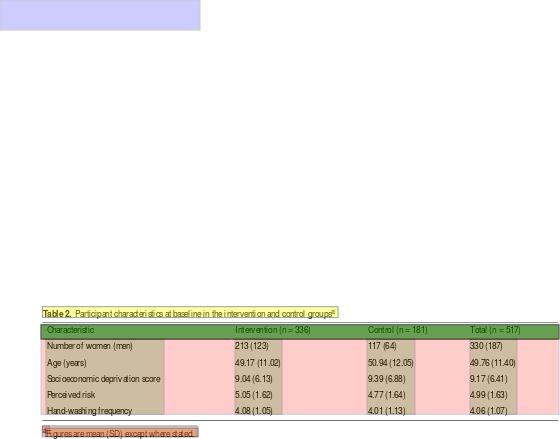 Table 2. Participant characteristics at baseline in the intervention and control groupsª
Characteristic Intervention (n = 336) Control (n = 181) Total (n = 517)
Number of women (men) 213 (123) 117 (64) 330 (187)
Age (years) 49.17 (11.02) 50.94 (12.05) 49.76 (11.40)
Socioeconomic deprivation score 9.04 (6.13) 9.39 (6.88) 9.17 (6.41)
Perceived risk 5.05 (1.62) 4.77 (1.64) 4.99 (1.63)
Hand-washing frequency 4.08 (1.05) 4.01 (1.13) 4.06 (1.07)
ªFigures are mean (SD) except where stated.